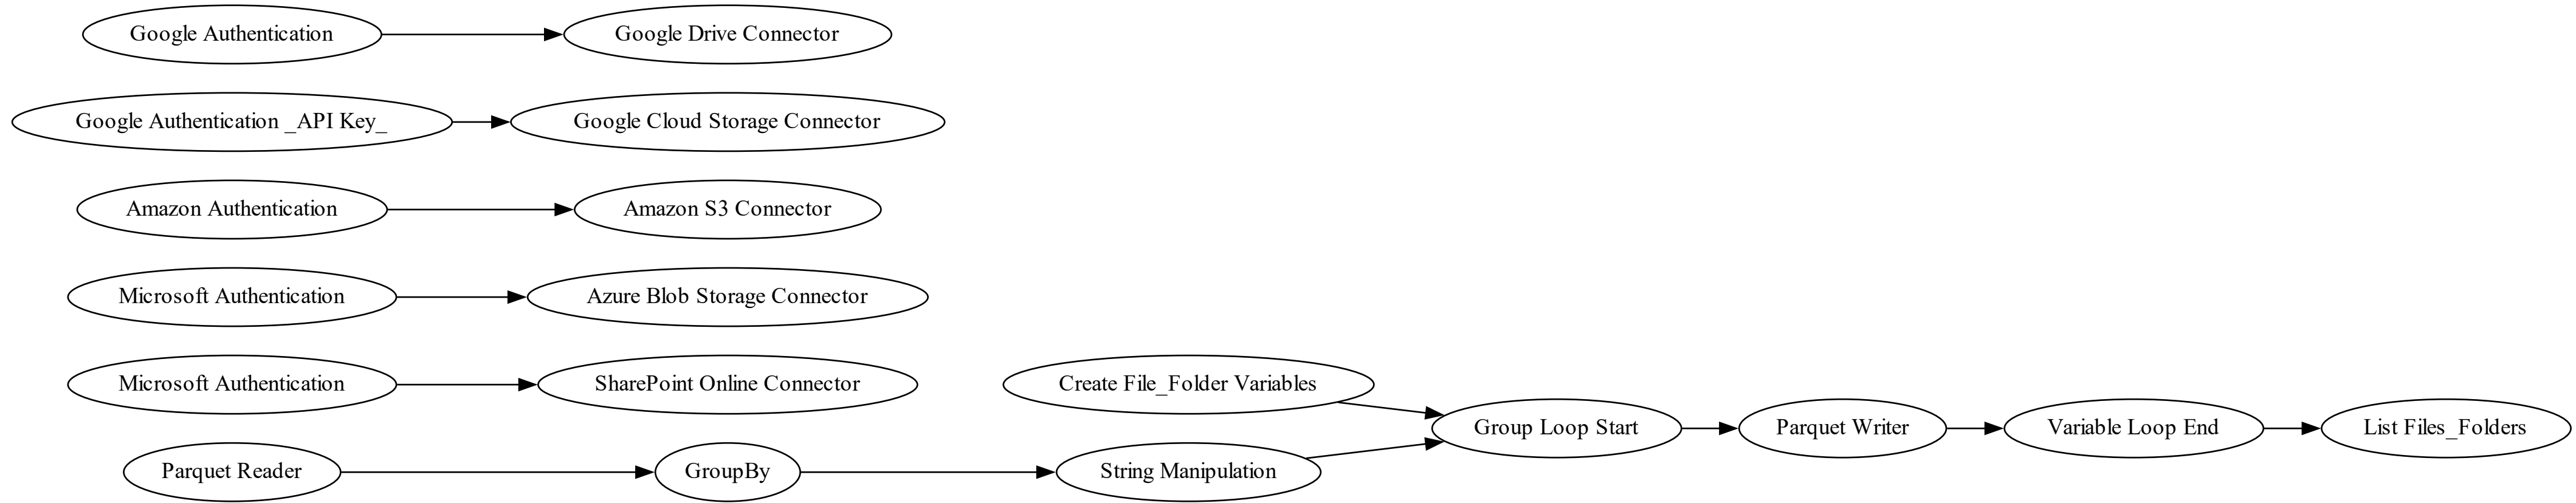 Google Authentication
Google Drive Connector
Google Authentication _API Key_
Google Cloud Storage Connector
Amazon Authentication
Amazon S3 Connector
Microsoft Authentication
Azure Blob Storage Connector
Microsoft Authentication
SharePoint Online Connector
Create File_Folder Variables
Group Loop Start
Parquet Writer
Variable Loop End
List Files_Folders
Parquet Reader
GroupBy
String Manipulation